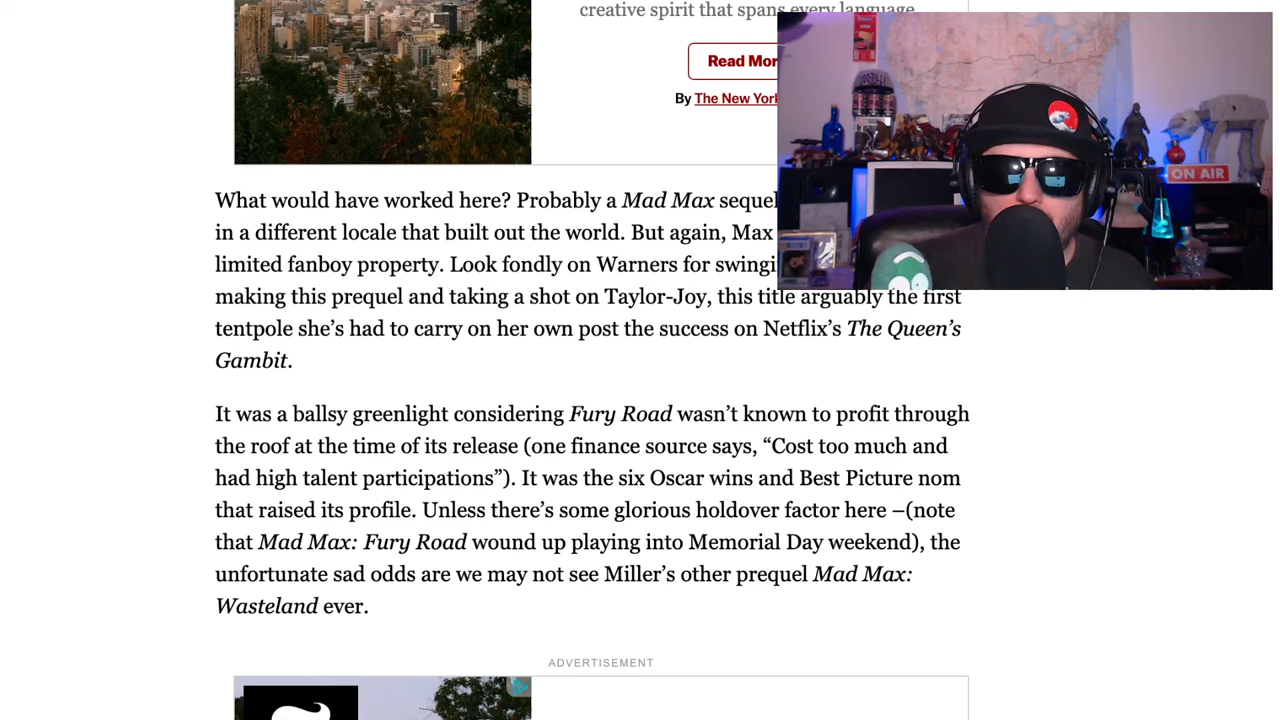 creative spirit that spans every language
Read Mor
By The New York
What would have worked here? Probably a Mad Max sequel
in a different locale that built out the world. But again, Max
limited fanboy property. Look fondly on Warners for swingi
making this prequel and taking a shot on Taylor-Joy, this title arguably the first
tentpole she’s had to carry on her own post the success on Netflix’s The Queen’s
Gambit.
It was a ballsy greenlight considering Fury Road wasn’t known to profit through
the roof at the time of its release (one finance source says, “Cost too much and
had high talent participations”). It was the six Oscar wins and Best Picture nom
that raised its profile. Unless there’s some glorious holdover factor here –(note
that Mad Max: Fury Road wound up playing into Memorial Day weekend), the
unfortunate sad odds are we may not see Miller’s other prequel Mad Max:
Wasteland ever.
ADVERTISEMENT
ON AIR